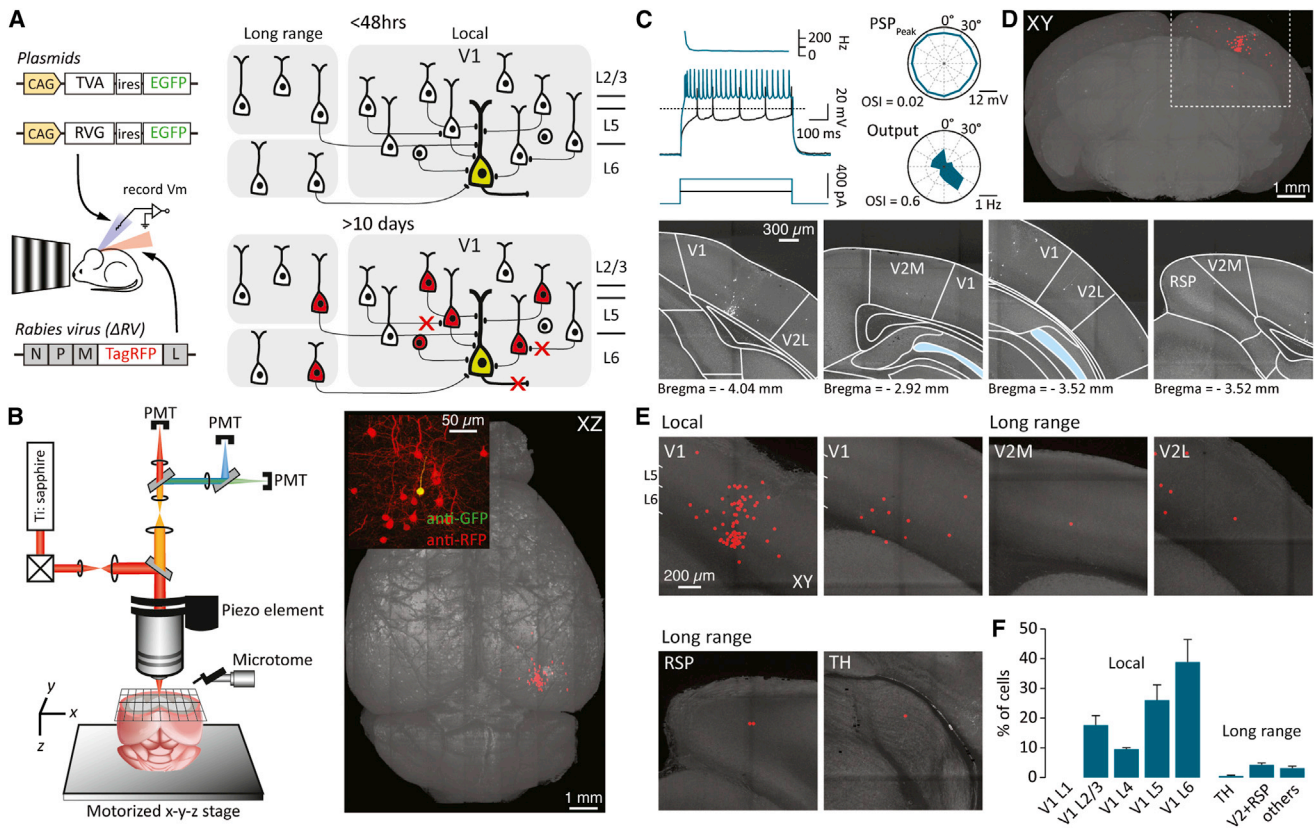 A
Plasmids
CAG TVA ires EGFP
CAG RVG ires EGFP
record Vm
Rabies virus (ΔRV)
N P M TagRFP L
<48hrs
Long range
Local
V1
L2/3
L5
L6
>10 days
V1
L2/3
L5
L6
B
PMT
PMT
PMT
Ti: sapphire
Piezo element
Microtome
y
x
z
Motorized x-y-z stage
50 µm
XZ
anti-GFP
anti-RFP
1 mm
C
200
0
Hz
20 mV
100 ms
400 pA
PSPPeak
0°
30°
OSI = 0.02
12 mV
Output
0°
30°
OSI = 0.6
1 Hz
D
XY
1 mm
300 µm
V1
V2L
Bregma = - 4.04 mm
V2M
V1
Bregma = - 2.92 mm
V1
V2L
Bregma = - 3.52 mm
RSP
V2M
Bregma = - 3.52 mm
E
Local
Long range
V1
L5
L6
200 µm
XY
V1
V2M
V2L
Long range
RSP
TH
F
50
40
30
20
10
0
% of cells
Local
Long range
V1 L1
V1 L2/3
V1 L4
V1 L5
V1 L6
TH
V2+RSP
others